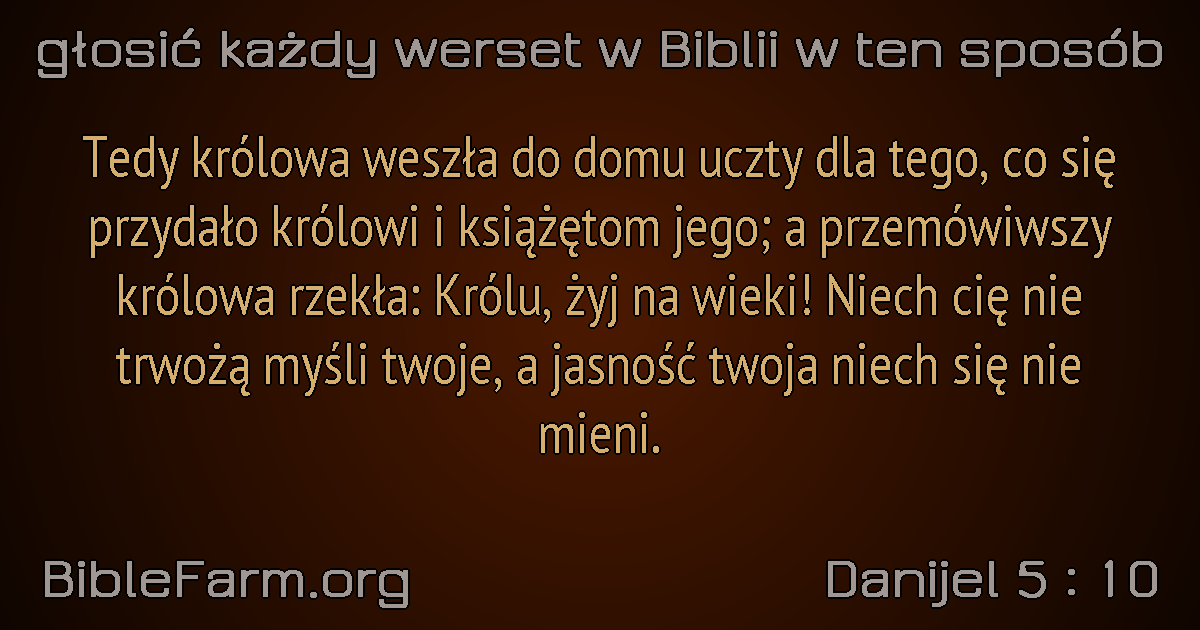 głosić każdy werset w Biblii w ten sposób
Tedy królowa weszła do domu uczty dla tego, co się
przydało królowi i książętom jego; a przemówiwszy
królowa rzekła: Królu, żyj na wieki! Niech cię nie
trwożą myśli twoje, a jasność twoja niech się nie
mieni.
BibleFarm.org
Danijel 5 : 10